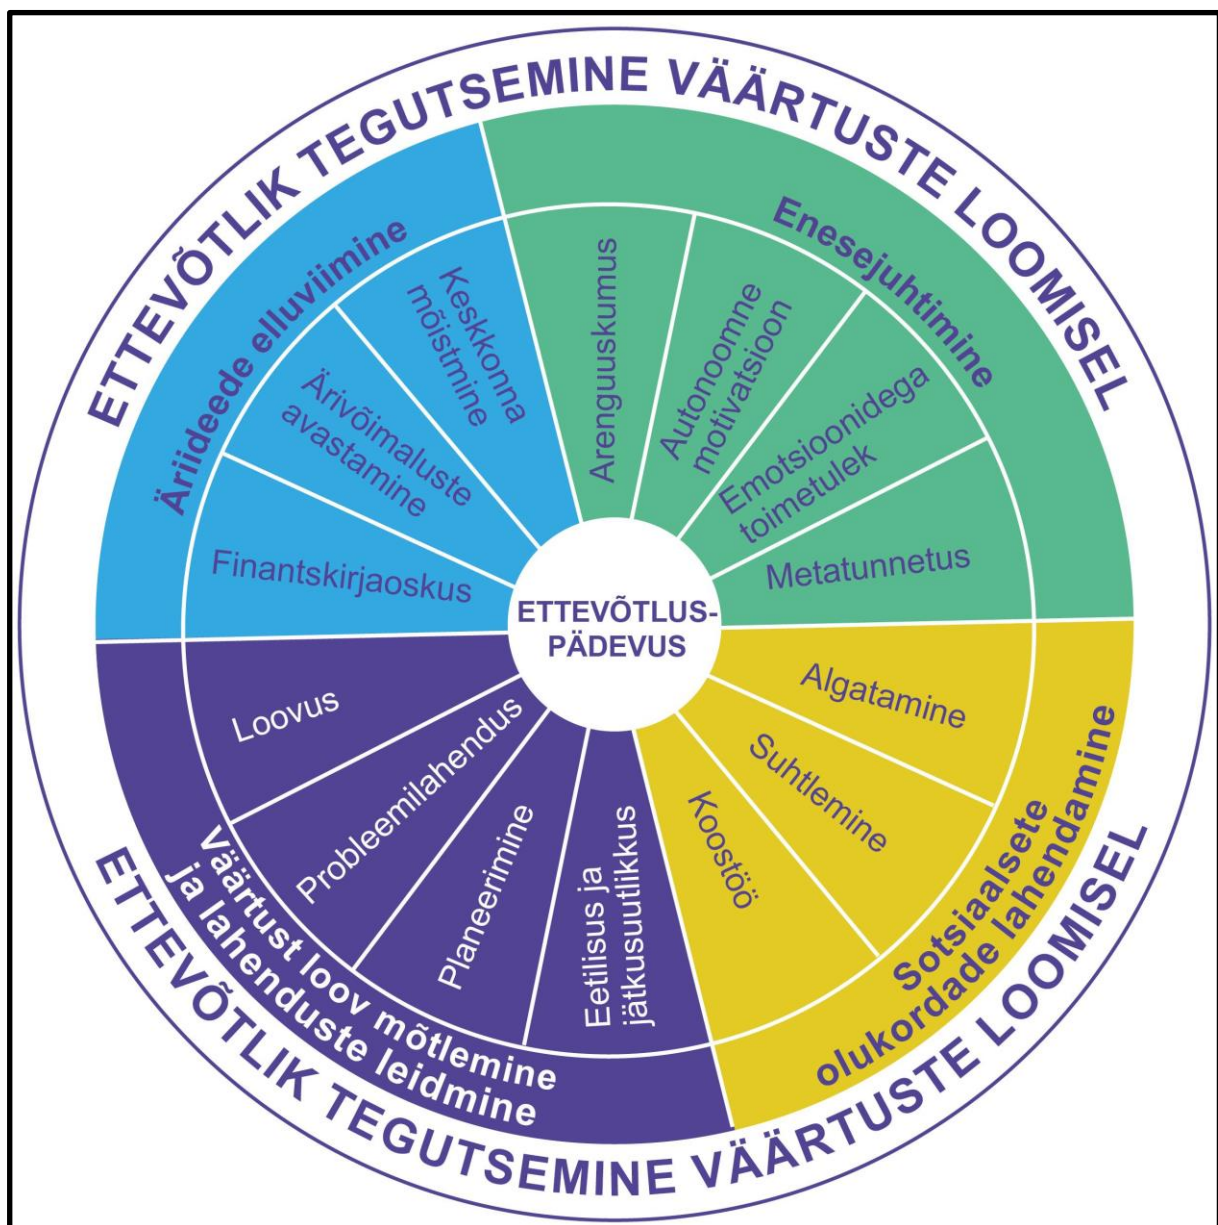 ETTEVÕTLIK TEGUTSEMINE VÄÄRTUSTE LOOMISEL
Enesejuhtimine
Arenguuskumus
Autonoomne
motivatsioon
Emotsioonidega
toimetulek
Metatunnetus
Sotsiaalsete
olukordade lahendamine
Algatamine
Suhtlemine
Koostöö
Väärtust loov mõtlemine
ja lahenduste leidmine
Eetilisus ja
jätkusuutlikkus
Planeerimine
Probleemilahendus
Loovus
Äriideede elluviimine
Finantskirjaoskus
Ärivõimaluste
avastamine
Keskkonna
mõistmine
ETTEVÕTLUS-
PÄDEVUS
ETTEVÕTLIK TEGUTSEMINE VÄÄRTUSTE LOOMISEL